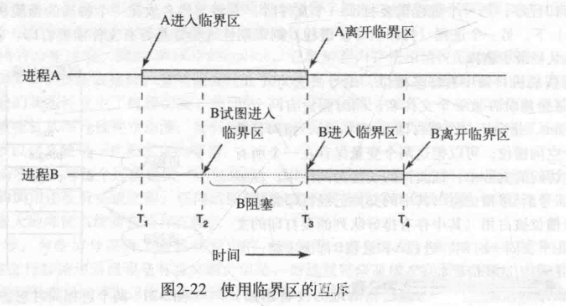 A进入临界区
A离开临界区
进程A
B试图进入
临界区
B进入临界区
B离开临界区
进程B
B阻塞
T₁
T₂
T₃
T₄
时间
图2-22 使用临界区的互斥